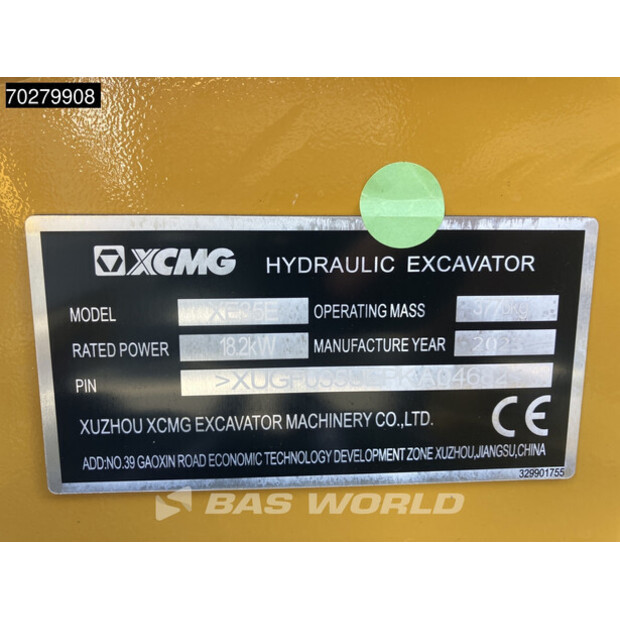 70279908
XCMG HYDRAULIC EXCAVATOR
MODEL XE35E OPERATING MASS
RATED POWER 18.2kW MANUFACTURE YEAR
PIN
XUZHOU XCMG EXCAVATOR MACHINERY CO.,LTD. CE
ADD:NO.39 GAOXIN ROAD ECONOMIC TECHNOLOGY DEVELOPMENT ZONE XUZHOU,JIANGSU,CHINA
329901755
BAS WORLD